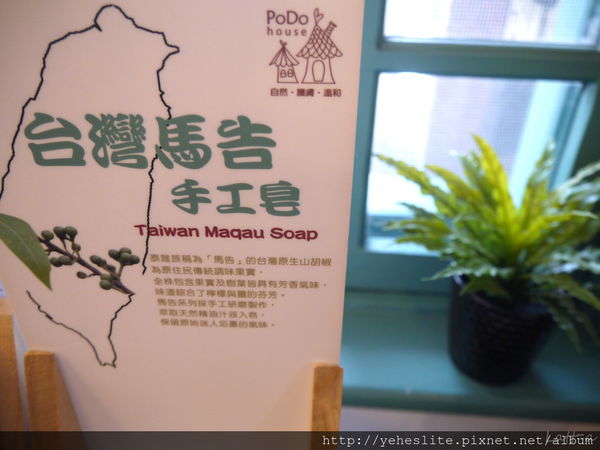 PoDo
house
自然・護膚・溫和
台灣馬告
手工皂
Taiwan Maqau Soap
泰雅族稱為「馬告」的台灣原生山胡椒
為原住民傳統調味果實。
全株包含果實及樹葉皆具有芳香氣味，
味道綜合了檸檬與薑的芬芳。
馬告系列採手工研磨製作，
萃取天然精油汁液入皂，
保留原始迷人沁臺的氣味。
http://yeheslite.pixnet.net/album